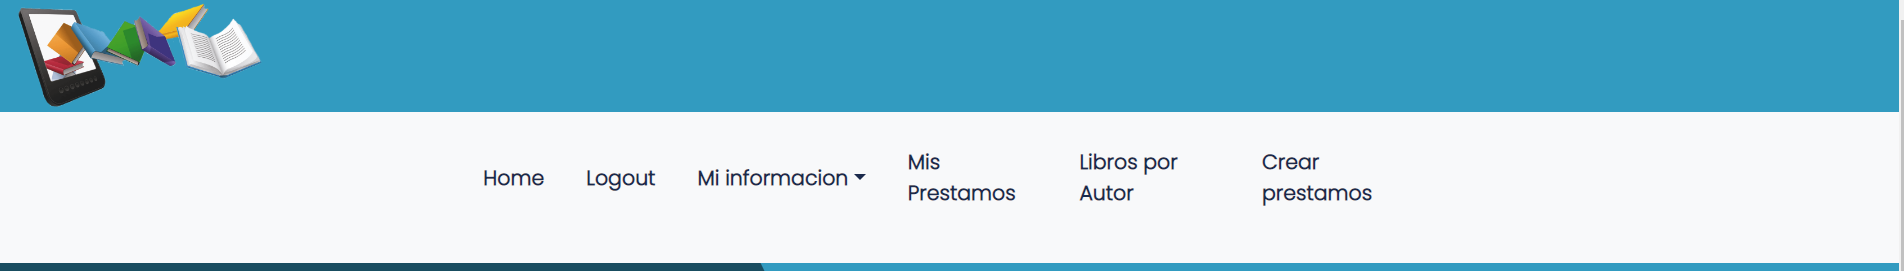 Home
Logout
Mi informacion
Mis
Prestamos
Libros por
Autor
Crear
prestamos